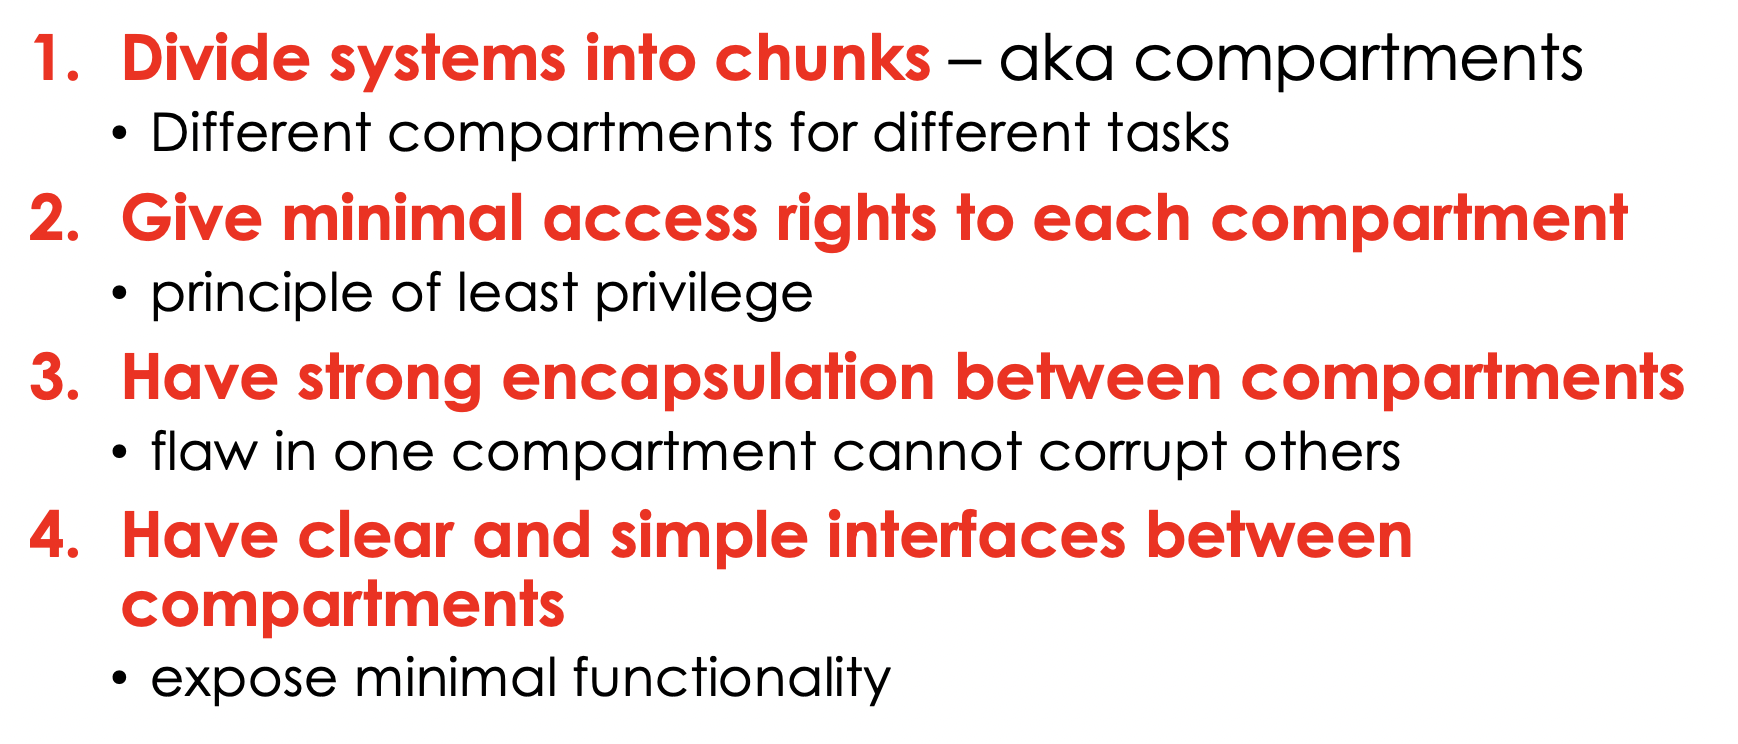 1. Divide systems into chunks – aka compartments
• Different compartments for different tasks
2. Give minimal access rights to each compartment
• principle of least privilege
3. Have strong encapsulation between compartments
• flaw in one compartment cannot corrupt others
4. Have clear and simple interfaces between
compartments
• expose minimal functionality